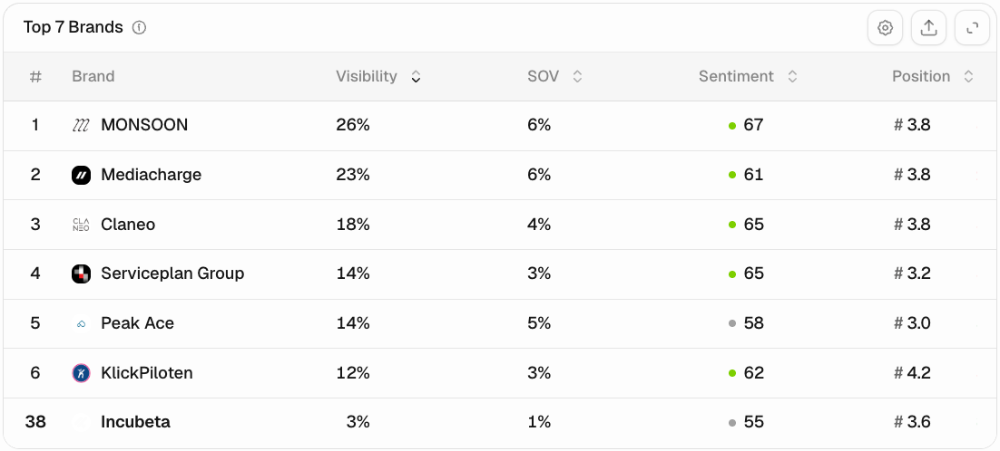 Top 7 Brands
# Brand Visibility SOV Sentiment Position
1 MONSOON 26% 6% 67 # 3.8
2 Mediacharge 23% 6% 61 # 3.8
3 CLA NEO Claneo 18% 4% 65 # 3.8
4 Serviceplan Group 14% 3% 65 # 3.2
5 Peak Ace 14% 5% 58 # 3.0
6 KlickPiloten 12% 3% 62 # 4.2
38 Incubeta 3% 1% 55 # 3.6